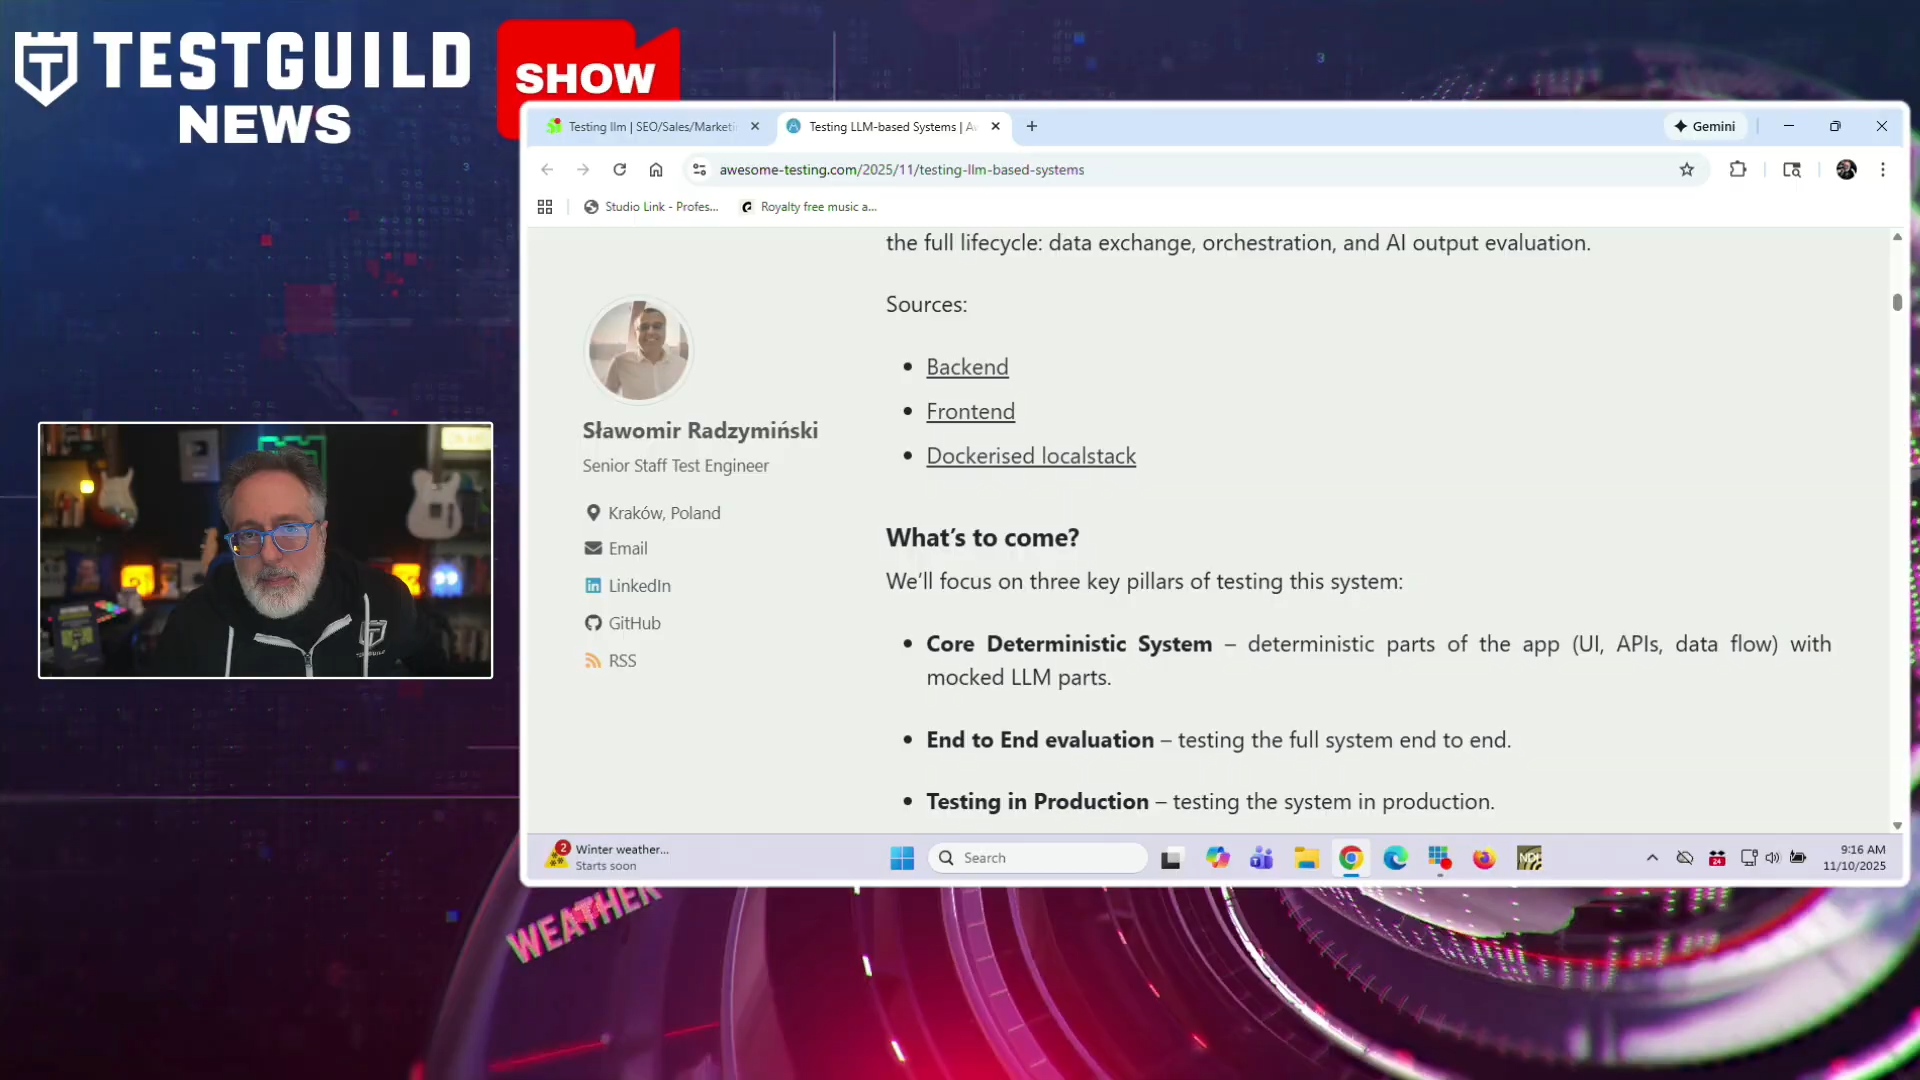 TESTGUILD
NEWS
SHOW
Testing llm | SEO/Sales/Marketi
Testing LLM-based Systems | A
Gemini
awesome-testing.com/2025/11/testing-llm-based-systems
Studio Link - Profes...
Royalty free music a...
the full lifecycle: data exchange, orchestration, and AI output evaluation.
Sources:
Backend
Frontend
Dockerised localstack
Sławomir Radzymiński
Senior Staff Test Engineer
Kraków, Poland
Email
LinkedIn
GitHub
RSS
What's to come?
We'll focus on three key pillars of testing this system:
Core Deterministic System – deterministic parts of the app (UI, APIs, data flow) with
mocked LLM parts.
End to End evaluation – testing the full system end to end.
Testing in Production – testing the system in production.
2
Winter weather...
Starts soon
Search
NDI
24
9:16 AM
11/10/2025
WEATHER